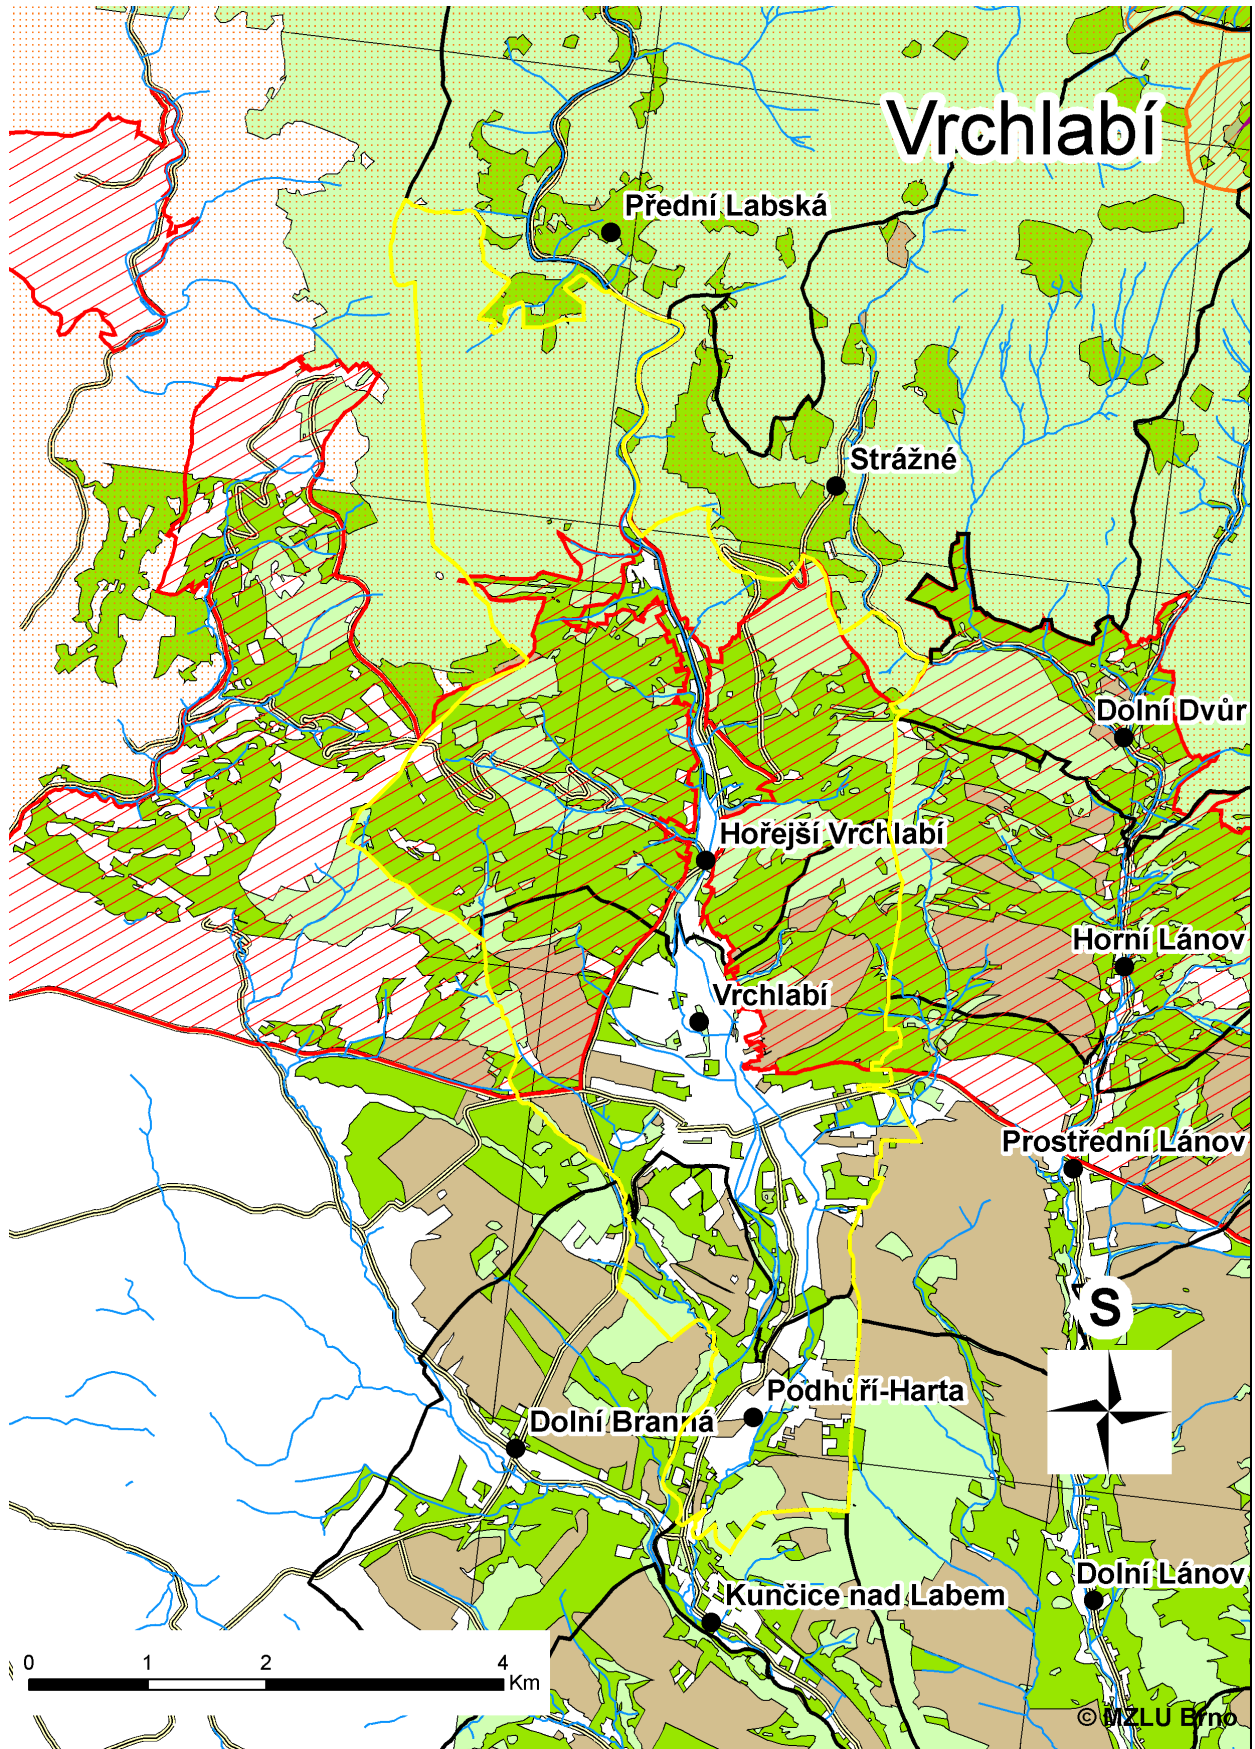 Vrchlabí
Přední Labská
Strážné
Dolní Dvůr
Hořejší Vrchlabí
Horní Lánov
Vrchlabí
Prostřední Lánov
S
Podhůří-Harta
Dolní Branná
Dolní Lánov
Kunčice nad Labem
0 1 2 4
Km
© MZLU Brno